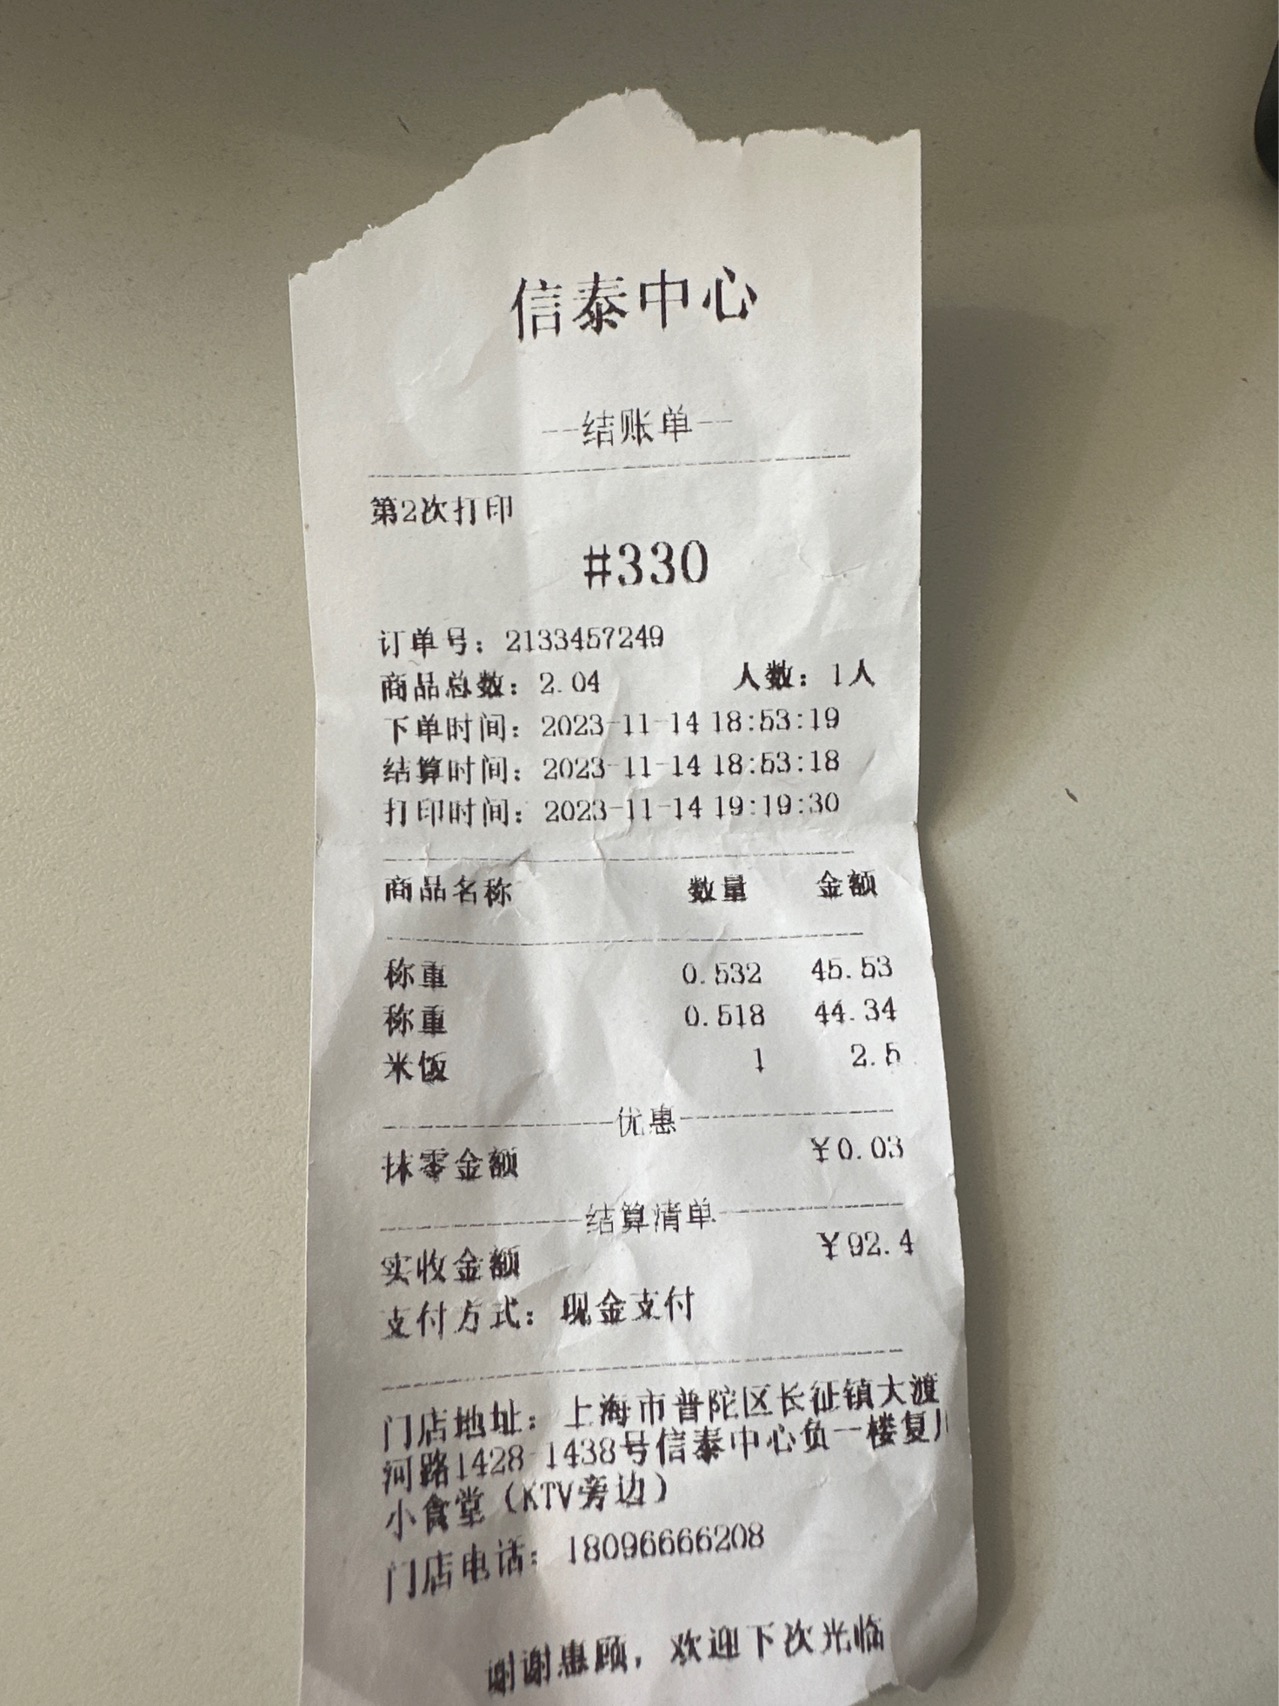 信泰中心
--结账单--
第2次打印
#330
订单号：2133457249
商品总数：2.04 人数：1人
下单时间：2023-11-14 18:53:19
结算时间：2023-11-14 18:53:18
打印时间：2023-11-14 19:19:30
商品名称 数量 金额
称重 0.532 45.53
称重 0.518 44.34
米饭 1 2.5
优惠
抹零金额 ¥0.03
结算清单
实收金额 ¥92.4
支付方式：现金支付
门店地址：上海市普陀区长征镇大渡
河路1428-1438号信泰中心负一楼复
小食堂（KTV旁边）
门店电话：18096666208
谢谢惠顾，欢迎下次光临